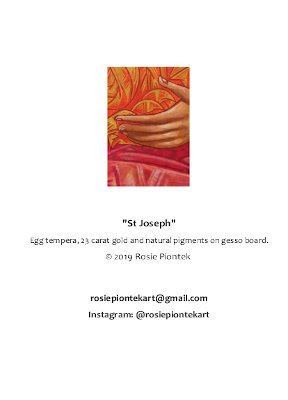 "St Joseph"
Egg tempera, 23 carat gold and natural pigments on gesso board.
© 2019 Rosie Piontek
rosiepiontekart@gmail.com
Instagram: @rosiepiontekart